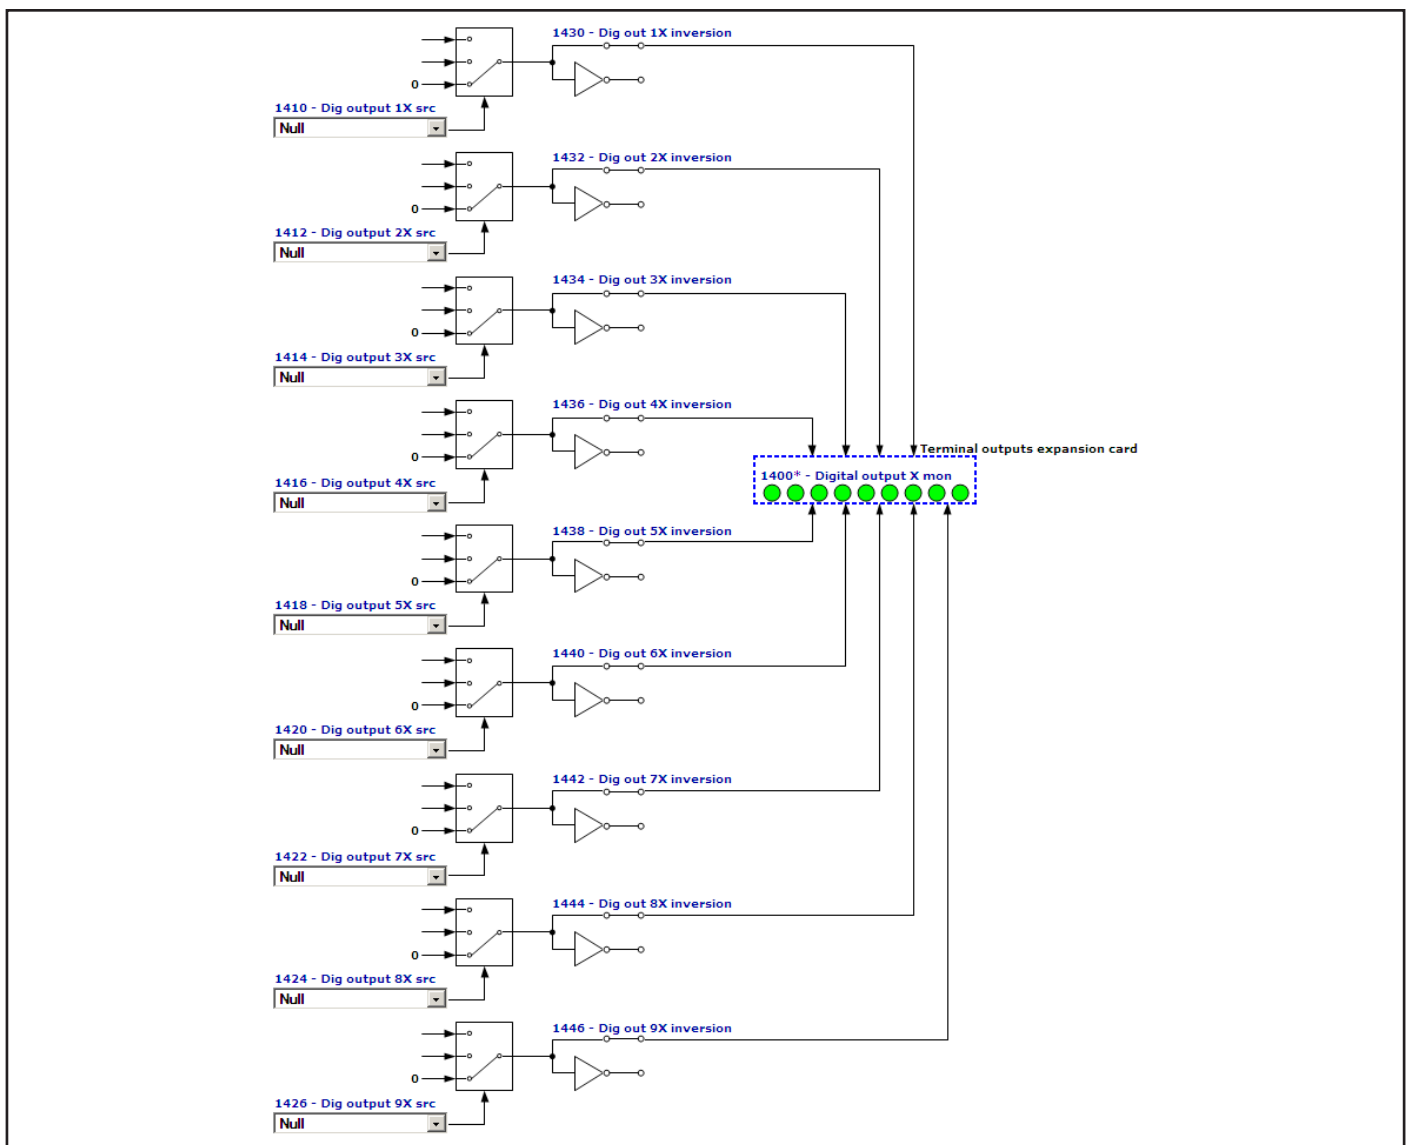 1430 - Dig out 1X inversion
0
1410 - Dig output 1X src
Null
1432 - Dig out 2X inversion
0
1412 - Dig output 2X src
Null
1434 - Dig out 3X inversion
0
1414 - Dig output 3X src
Null
1436 - Dig out 4X inversion
0
Terminal outputs expansion card
1400* - Digital output X mon
1416 - Dig output 4X src
Null
1438 - Dig out 5X inversion
0
1418 - Dig output 5X src
Null
1440 - Dig out 6X inversion
0
1420 - Dig output 6X src
Null
1442 - Dig out 7X inversion
0
1422 - Dig output 7X src
Null
1444 - Dig out 8X inversion
0
1424 - Dig output 8X src
Null
1446 - Dig out 9X inversion
0
1426 - Dig output 9X src
Null